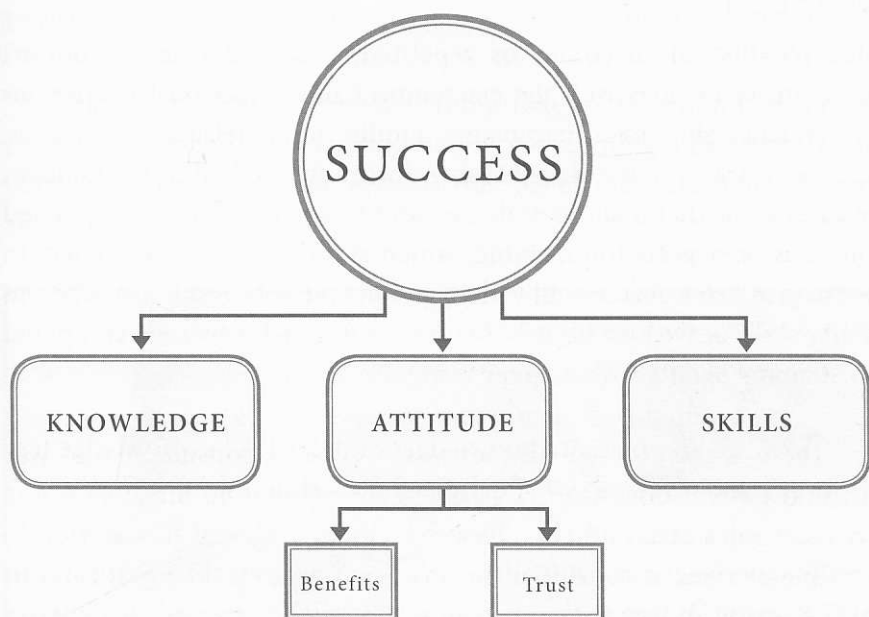 SUCCESS
KNOWLEDGE
ATTITUDE
SKILLS
Benefits
Trust